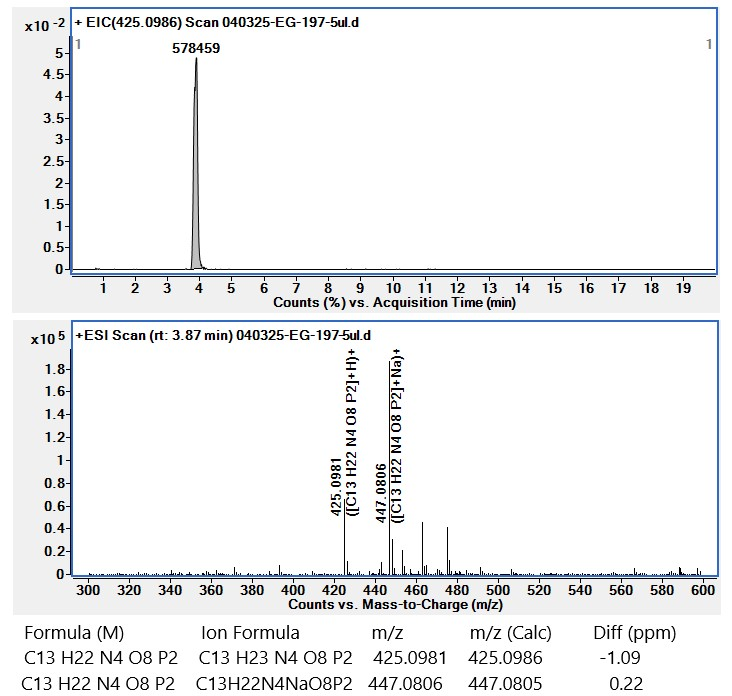 + EIC(425.0986) Scan 040325-EG-197-5ul.d
x10 -2
1 1
578459
5
4.5
4
3.5
3
2.5
2
1.5
1
0.5
0
1 2 3 4 5 6 7 8 9 10 11 12 13 14 15 16 17 18 19
Counts (%) vs. Acquisition Time (min)
+ESI Scan (rt: 3.87 min) 040325-EG-197-5ul.d
x10 5
1.8
1.6
1.4
1.2
1
0.8
0.6
0.4
0.2
0
425.0981
([C13 H22 N4 O8 P2]+H)+
447.0806
([C13 H22 N4 O8 P2]+Na)+
300 320 340 360 380 400 420 440 460 480 500 520 540 560 580 600
Counts vs. Mass-to-Charge (m/z)
Formula (M) Ion Formula m/z m/z (Calc) Diff (ppm)
C13 H22 N4 O8 P2 C13 H23 N4 O8 P2 425.0981 425.0986 -1.09
C13 H22 N4 O8 P2 C13H22N4NaO8P2 447.0806 447.0805 0.22